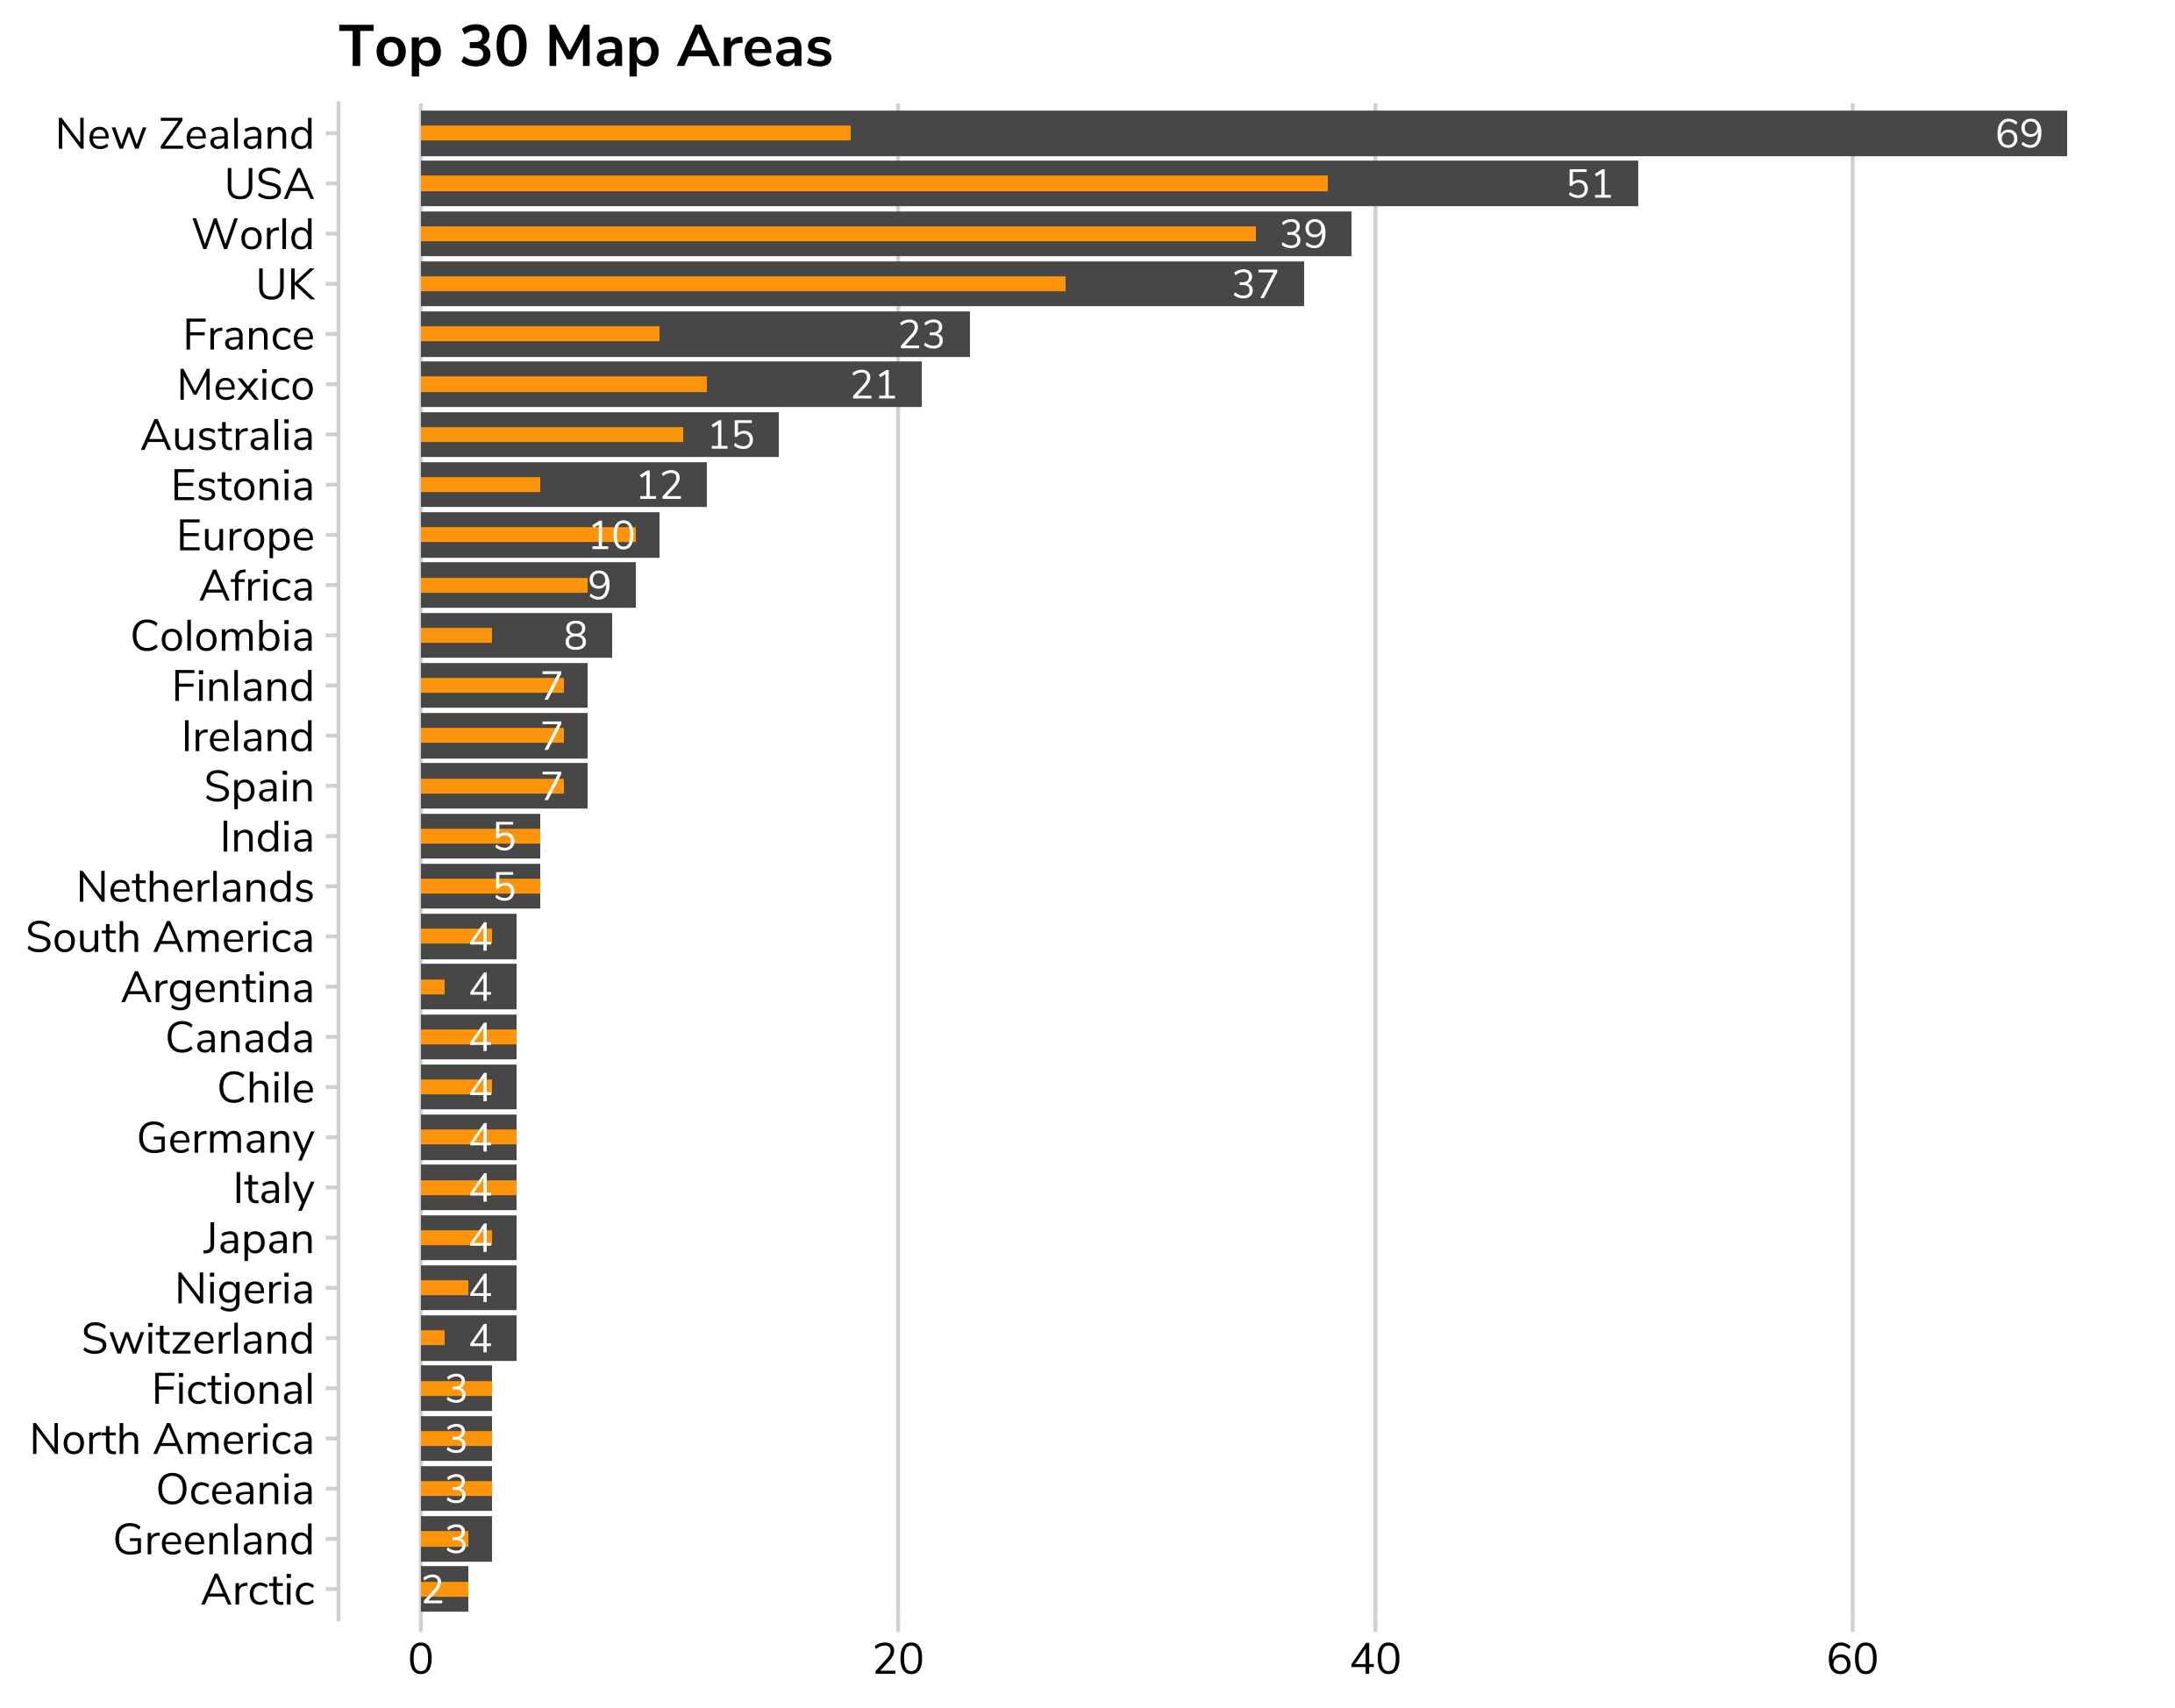 Top 30 Map Areas
New Zealand 69
USA 51
World 39
UK 37
France 23
Mexico 21
Australia 15
Estonia 12
Europe 10
Africa 9
Colombia 8
Finland 7
Ireland 7
Spain 7
India 5
Netherlands 5
South America 4
Argentina 4
Canada 4
Chile 4
Germany 4
Italy 4
Japan 4
Nigeria 4
Switzerland 4
Fictional 3
North America 3
Oceania 3
Greenland 3
Arctic 2
0 20 40 60